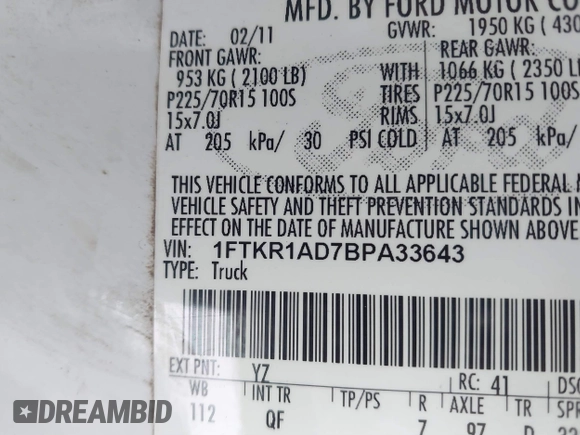 MFD. BY FORD MOTOR CO
DATE: 02/11 GVWR: 1950 KG ( 430
FRONT GAWR: REAR GAWR:
953 KG ( 2100 LB) WITH 1066 KG ( 2350 LB
P225/70R15 100S TIRES P225/70R15 100S
15x7.0J RIMS 15x7.0J
AT 205 kPa/ 30 PSI COLD AT 205 kPa/
THIS VEHICLE CONFORMS TO ALL APPLICABLE FEDERAL
VEHICLE SAFETY AND THEFT PREVENTION STANDARDS IN
EFFECT ON THE DATE OF MANUFACTURE SHOWN ABOVE
VIN: 1FTKR1AD7BPA33643
TYPE: Truck
EXT PNT: YZ RC: 41 DSO
WB INT TR TP/PS R AXLE TR SPR
112 QF 7 97 D
DREAMBID